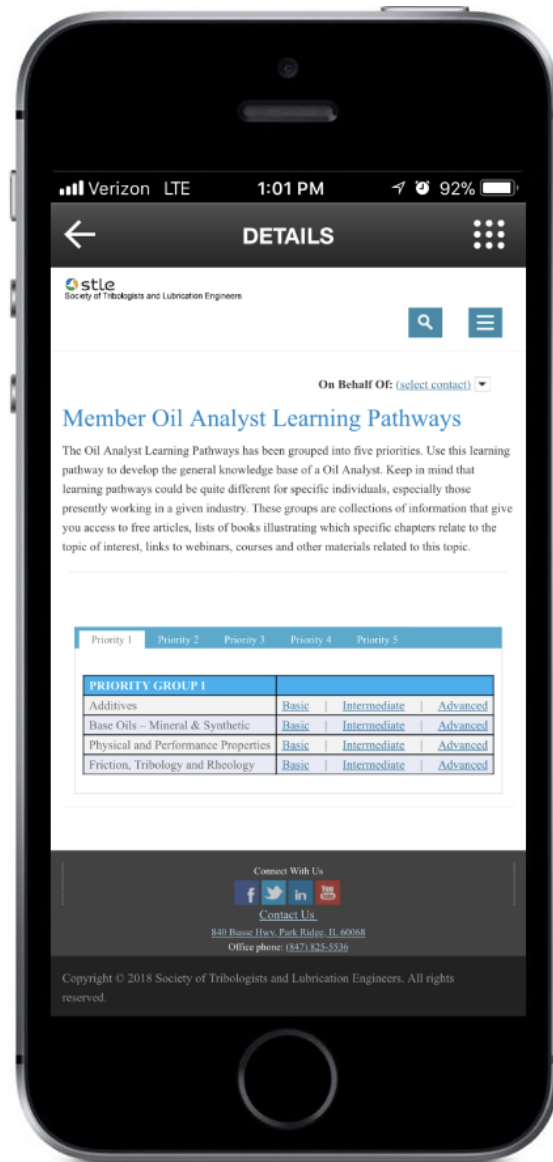 Verizon LTE 1:01 PM 92%
DETAILS
stle
Society of Tribologists and Lubrication Engineers
On Behalf Of: (select contact)
Member Oil Analyst Learning Pathways
The Oil Analyst Learning Pathways has been grouped into five priorities. Use this learning
pathway to develop the general knowledge base of a Oil Analyst. Keep in mind that
learning pathways could be quite different for specific individuals, especially those
presently working in a given industry. These groups are collections of information that give
you access to free articles, lists of books illustrating which specific chapters relate to the
topic of interest, links to webinars, courses and other materials related to this topic.
Priority 1 Priority 2 Priority 3 Priority 4 Priority 5
PRIORITY GROUP 1
Additives Basic | Intermediate | Advanced
Base Oils – Mineral & Synthetic Basic | Intermediate | Advanced
Physical and Performance Properties Basic | Intermediate | Advanced
Friction, Tribology and Rheology Basic | Intermediate | Advanced
Connect With Us
f in You Tube
Contact Us
840 Busse Hwy, Park Ridge, IL 60068
Office phone: (847) 825-5536
Copyright © 2018 Society of Tribologists and Lubrication Engineers. All rights
reserved.